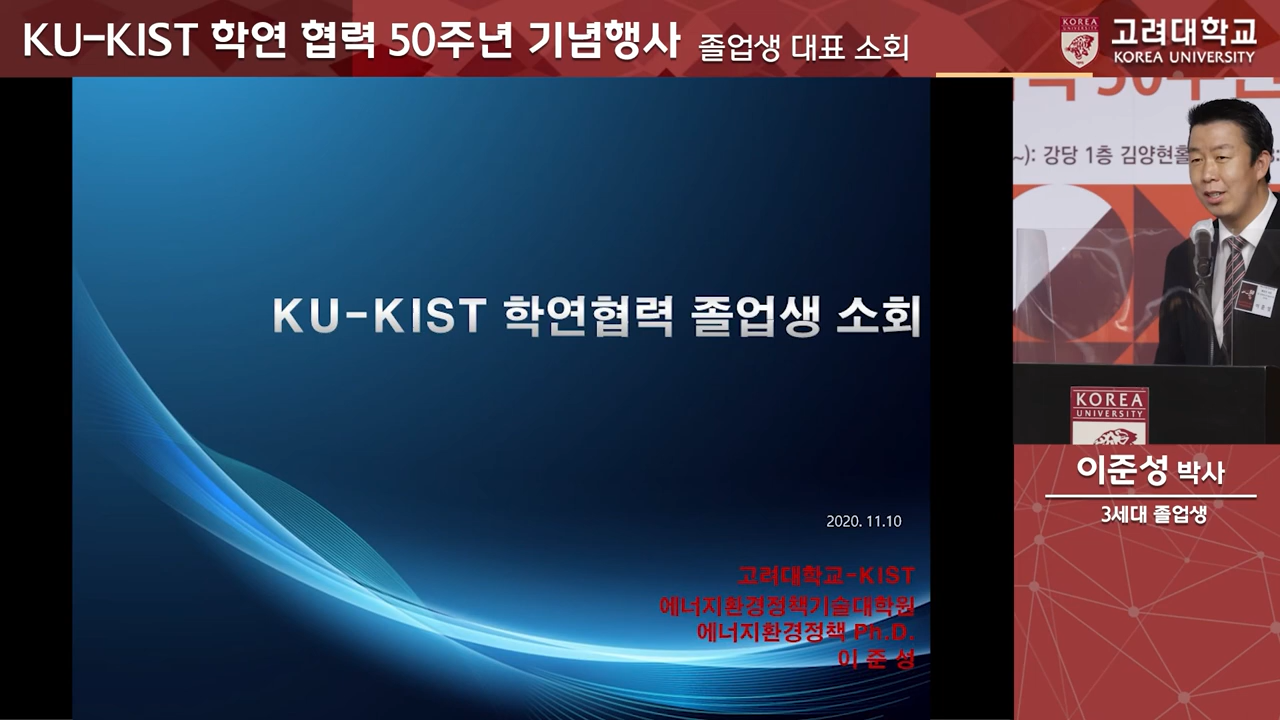 KU-KIST 학연 협력 50주년 기념행사 졸업생 대표 소회
KOREA
고려대학교
KOREA UNIVERSITY
~): 강당 1층 김양현홀
KU-KIST 학연협력 졸업생 소회
2020. 11.10
고려대학교-KIST
에너지환경정책기술대학원
에너지환경정책 Ph.D.
이 준 성
KOREA
UNIVERSITY
이준성 박사
3세대 졸업생